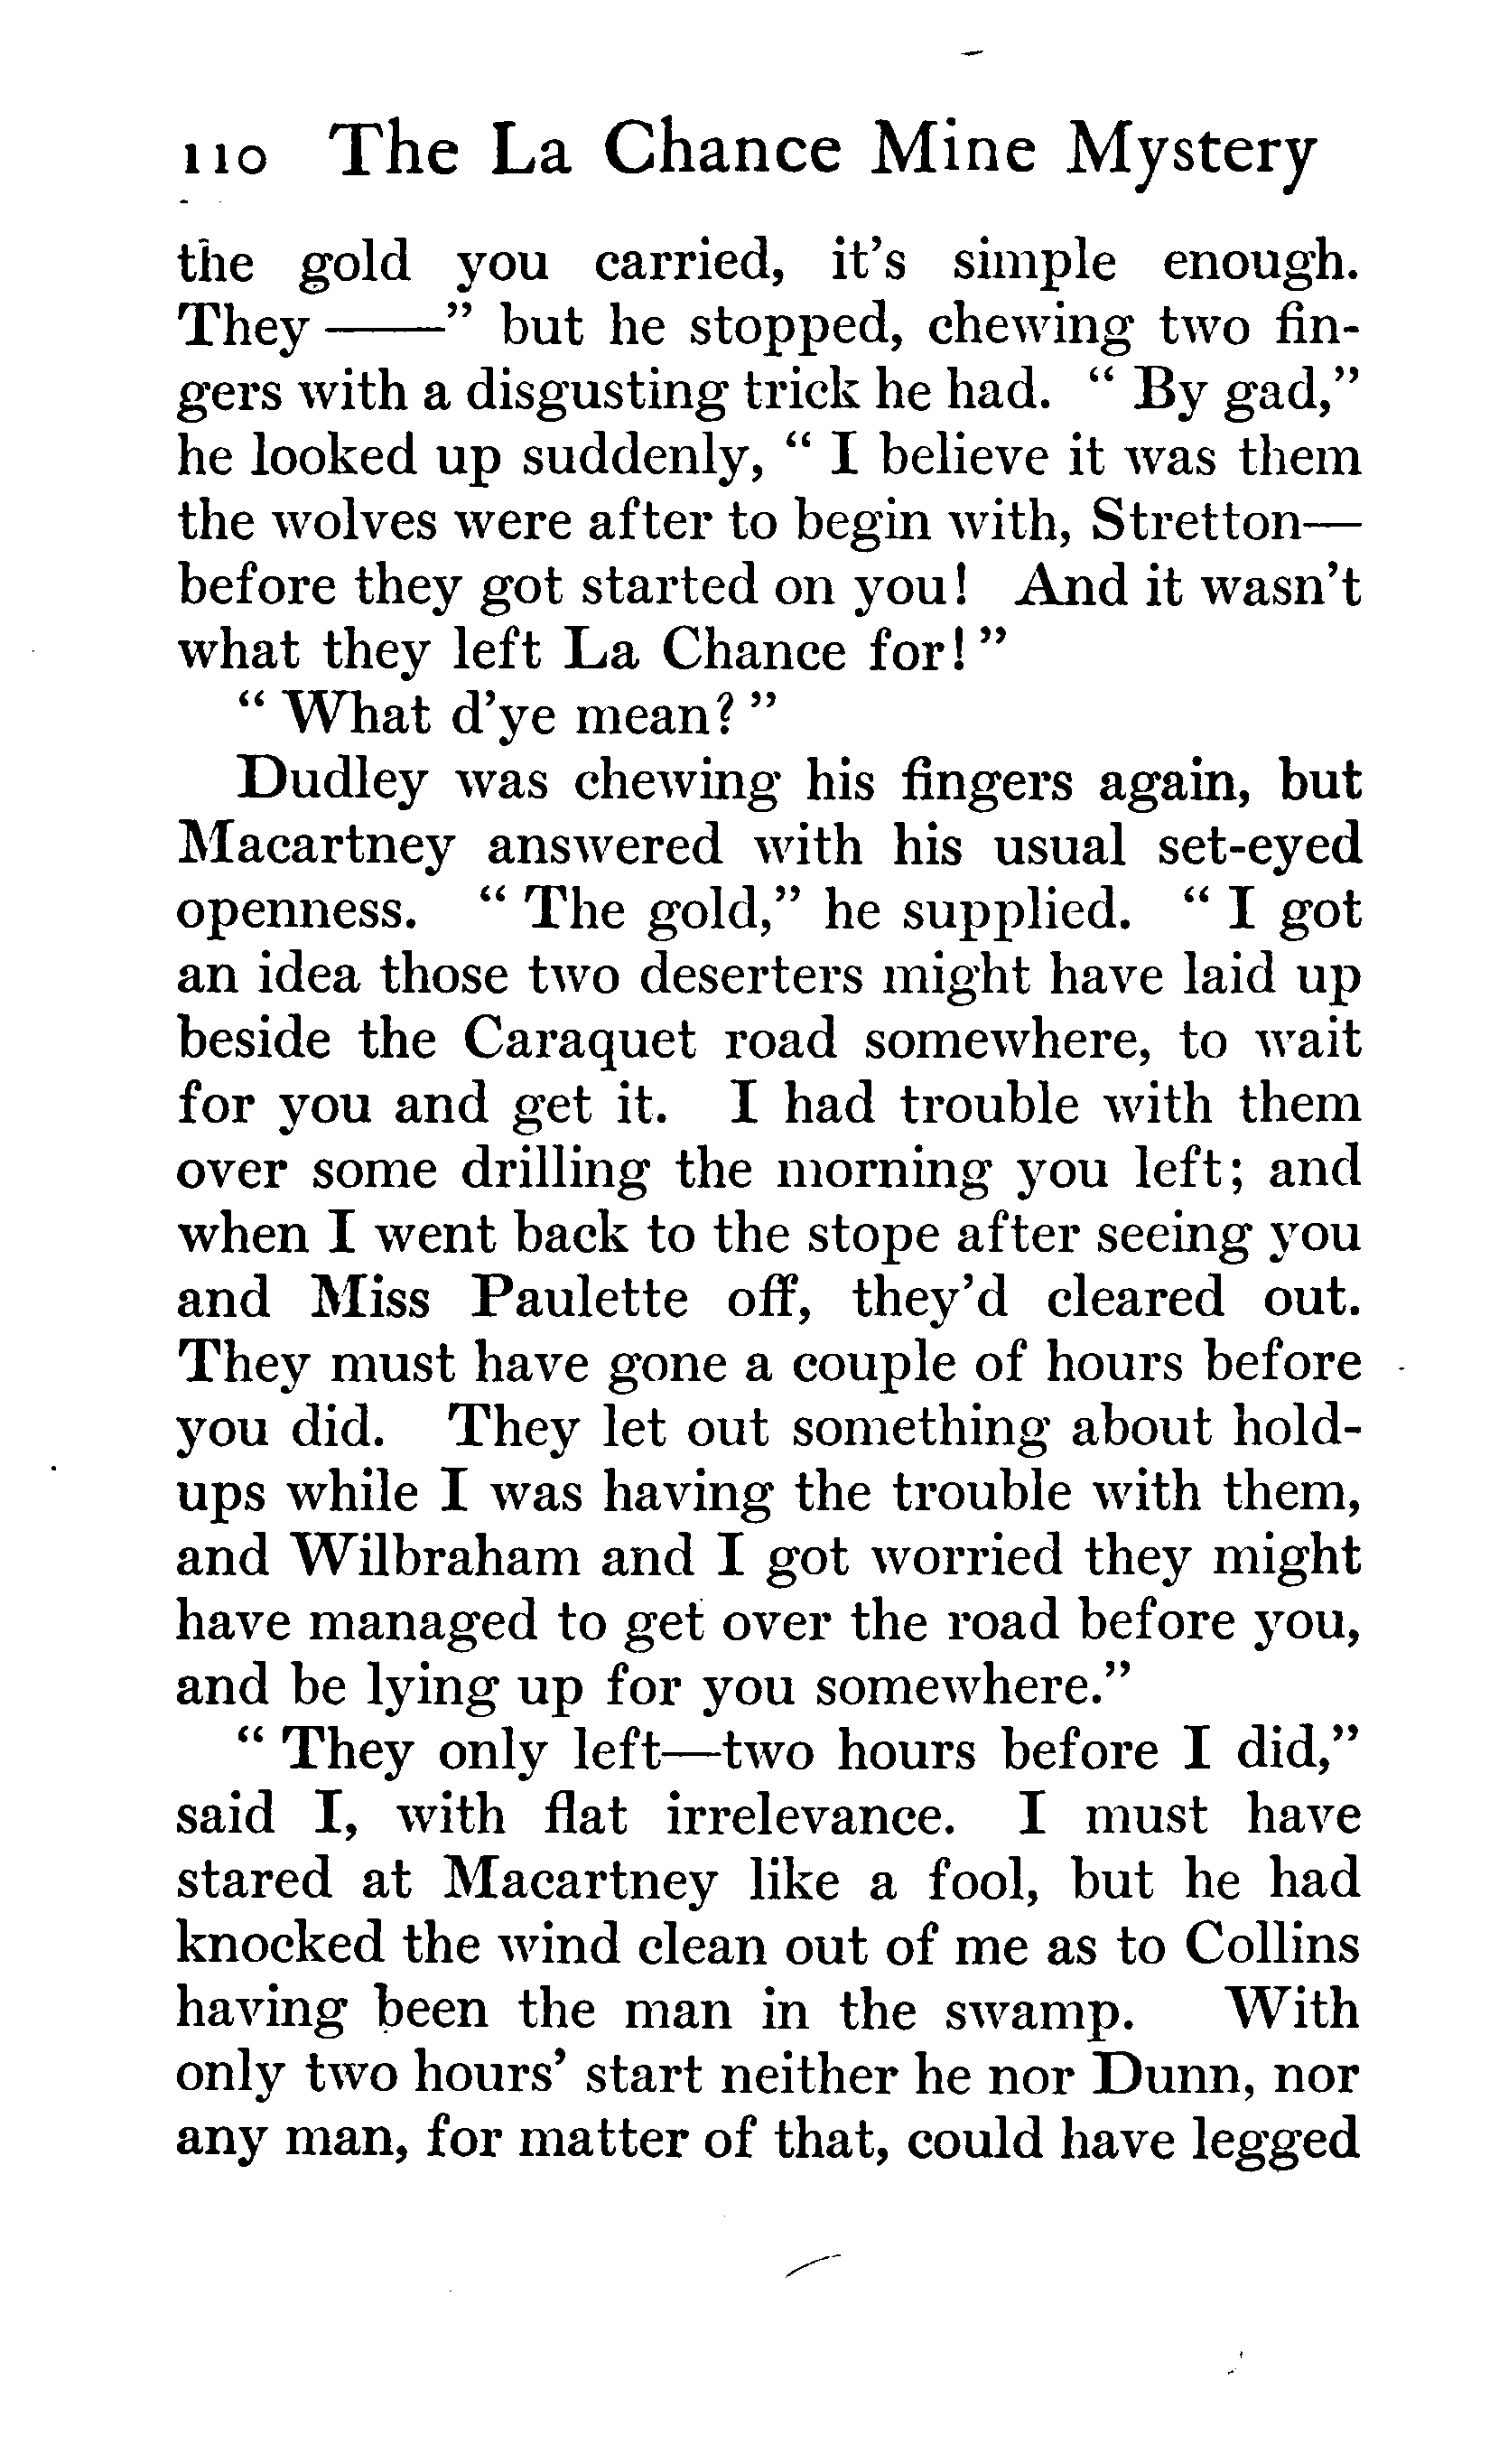 110 The La Chance Mine Mystery
the gold you carried, it's simple enough.
They ——" but he stopped, chewing two fin-
gers with a disgusting trick he had. " By gad,"
he looked up suddenly, " I believe it was them
the wolves were after to begin with, Stretton—
before they got started on you! And it wasn't
what they left La Chance for! "
" What d'ye mean? "
Dudley was chewing his fingers again, but
Macartney answered with his usual set-eyed
openness. " The gold," he supplied. " I got
an idea those two deserters might have laid up
beside the Caraquet road somewhere, to wait
for you and get it. I had trouble with them
over some drilling the morning you left; and
when I went back to the stope after seeing you
and Miss Paulette off, they'd cleared out.
They must have gone a couple of hours before
you did. They let out something about hold-
ups while I was having the trouble with them,
and Wilbraham and I got worried they might
have managed to get over the road before you,
and be lying up for you somewhere."
" They only left—two hours before I did,"
said I, with flat irrelevance. I must have
stared at Macartney like a fool, but he had
knocked the wind clean out of me as to Collins
having been the man in the swamp. With
only two hours' start neither he nor Dunn, nor
any man, for matter of that, could have legged